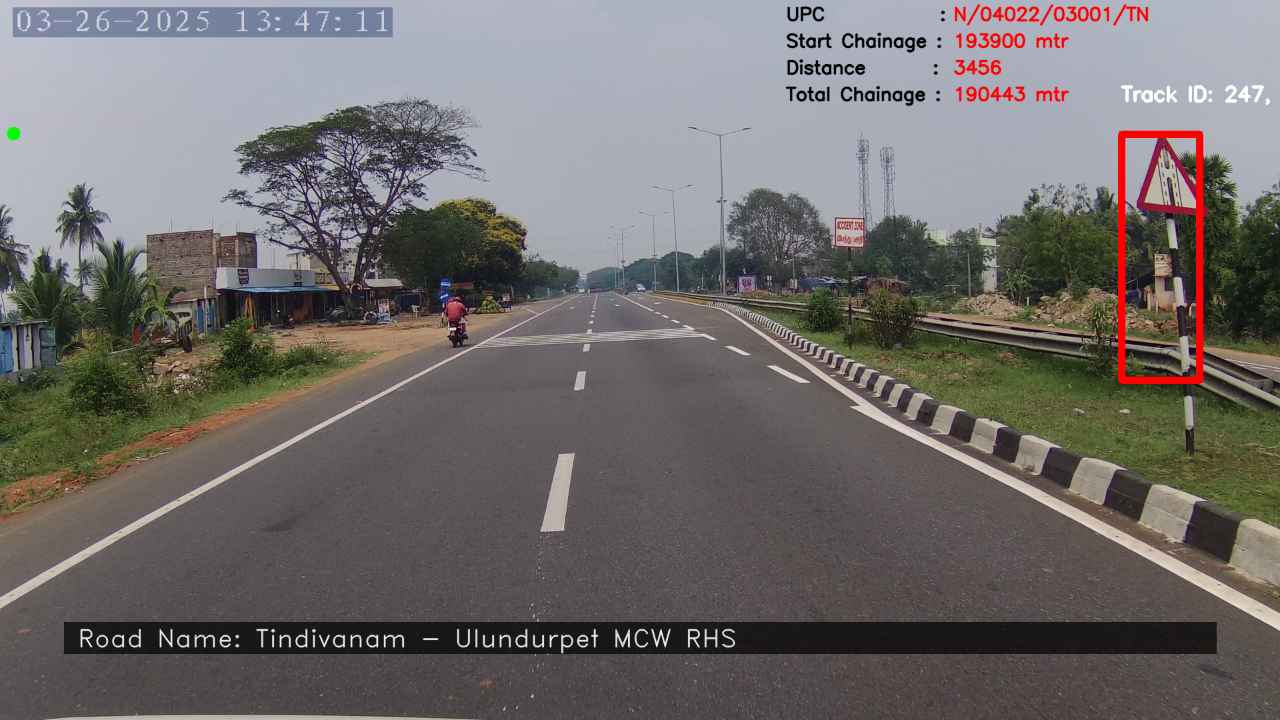 03-26-2025 13:47:11
UPC : N/04022/03001/TN
Start Chainage : 193900 mtr
Distance : 3456
Total Chainage : 190443 mtr
Track ID: 247,
ACCIDENT ZONE
Road Name: Tindivanam - Ulundurpet MCW RHS